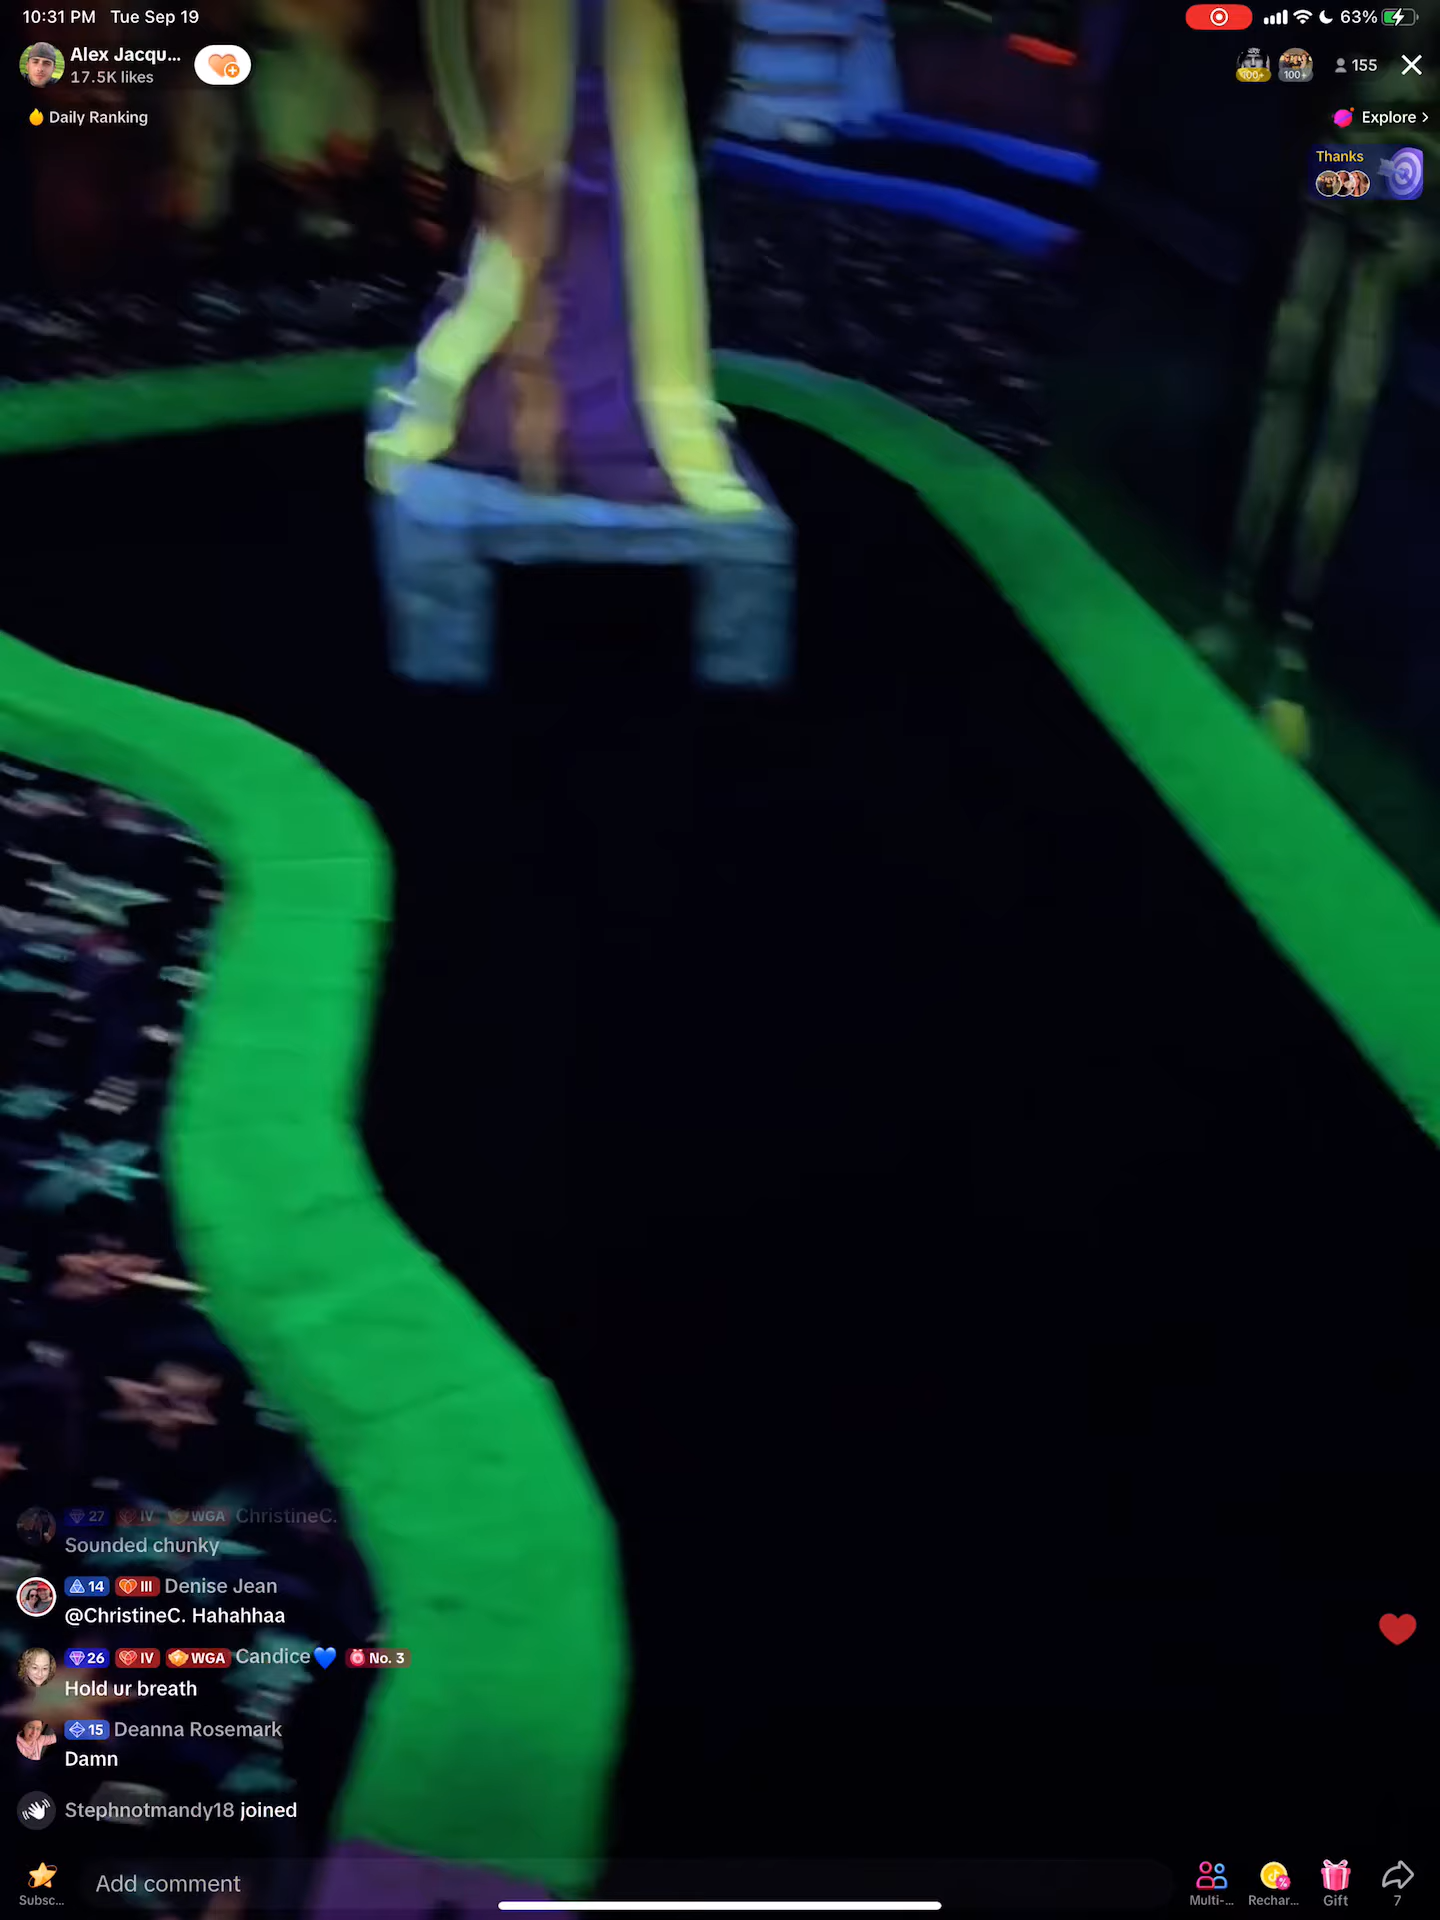 10:31 PM Tue Sep 19
63%
Alex Jacqu...
17.5K likes
100+
100+
155
Daily Ranking
Explore >
Thanks
27 IV WGA ChristineC.
Sounded chunky
14 III Denise Jean
@ChristineC. Hahahhaa
26 IV WGA Candice💙 No. 3
Hold ur breath
15 Deanna Rosemark
Damn
Stephnotmandy18 joined
Add comment
Subsc...
Multi-...
Rechar...
Gift
7